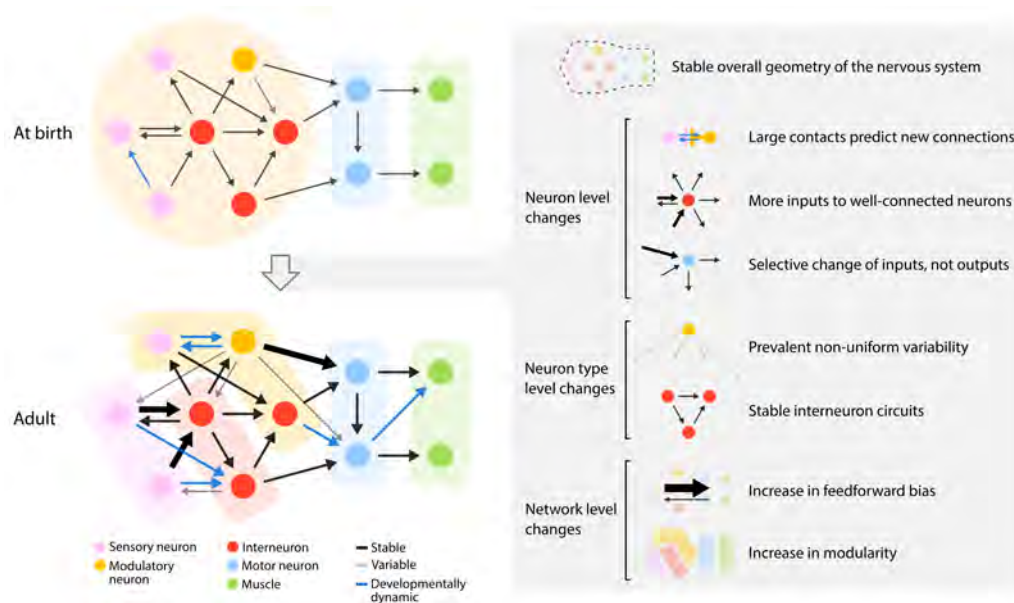 At birth
Adult
Sensory neuron
Modulatory
neuron
Interneuron
Motor neuron
Muscle
Stable
Variable
Developmentally
dynamic
Stable overall geometry of the nervous system
Neuron level
changes
Large contacts predict new connections
More inputs to well-connected neurons
Selective change of inputs, not outputs
Neuron type
level changes
Prevalent non-uniform variability
Stable interneuron circuits
Network level
changes
Increase in feedforward bias
Increase in modularity